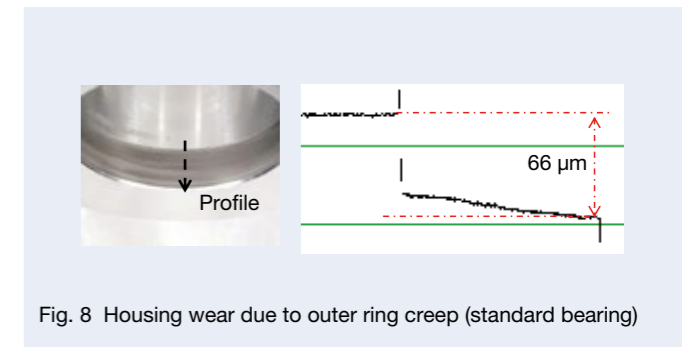 Profile
66 μm
Fig. 8 Housing wear due to outer ring creep (standard bearing)